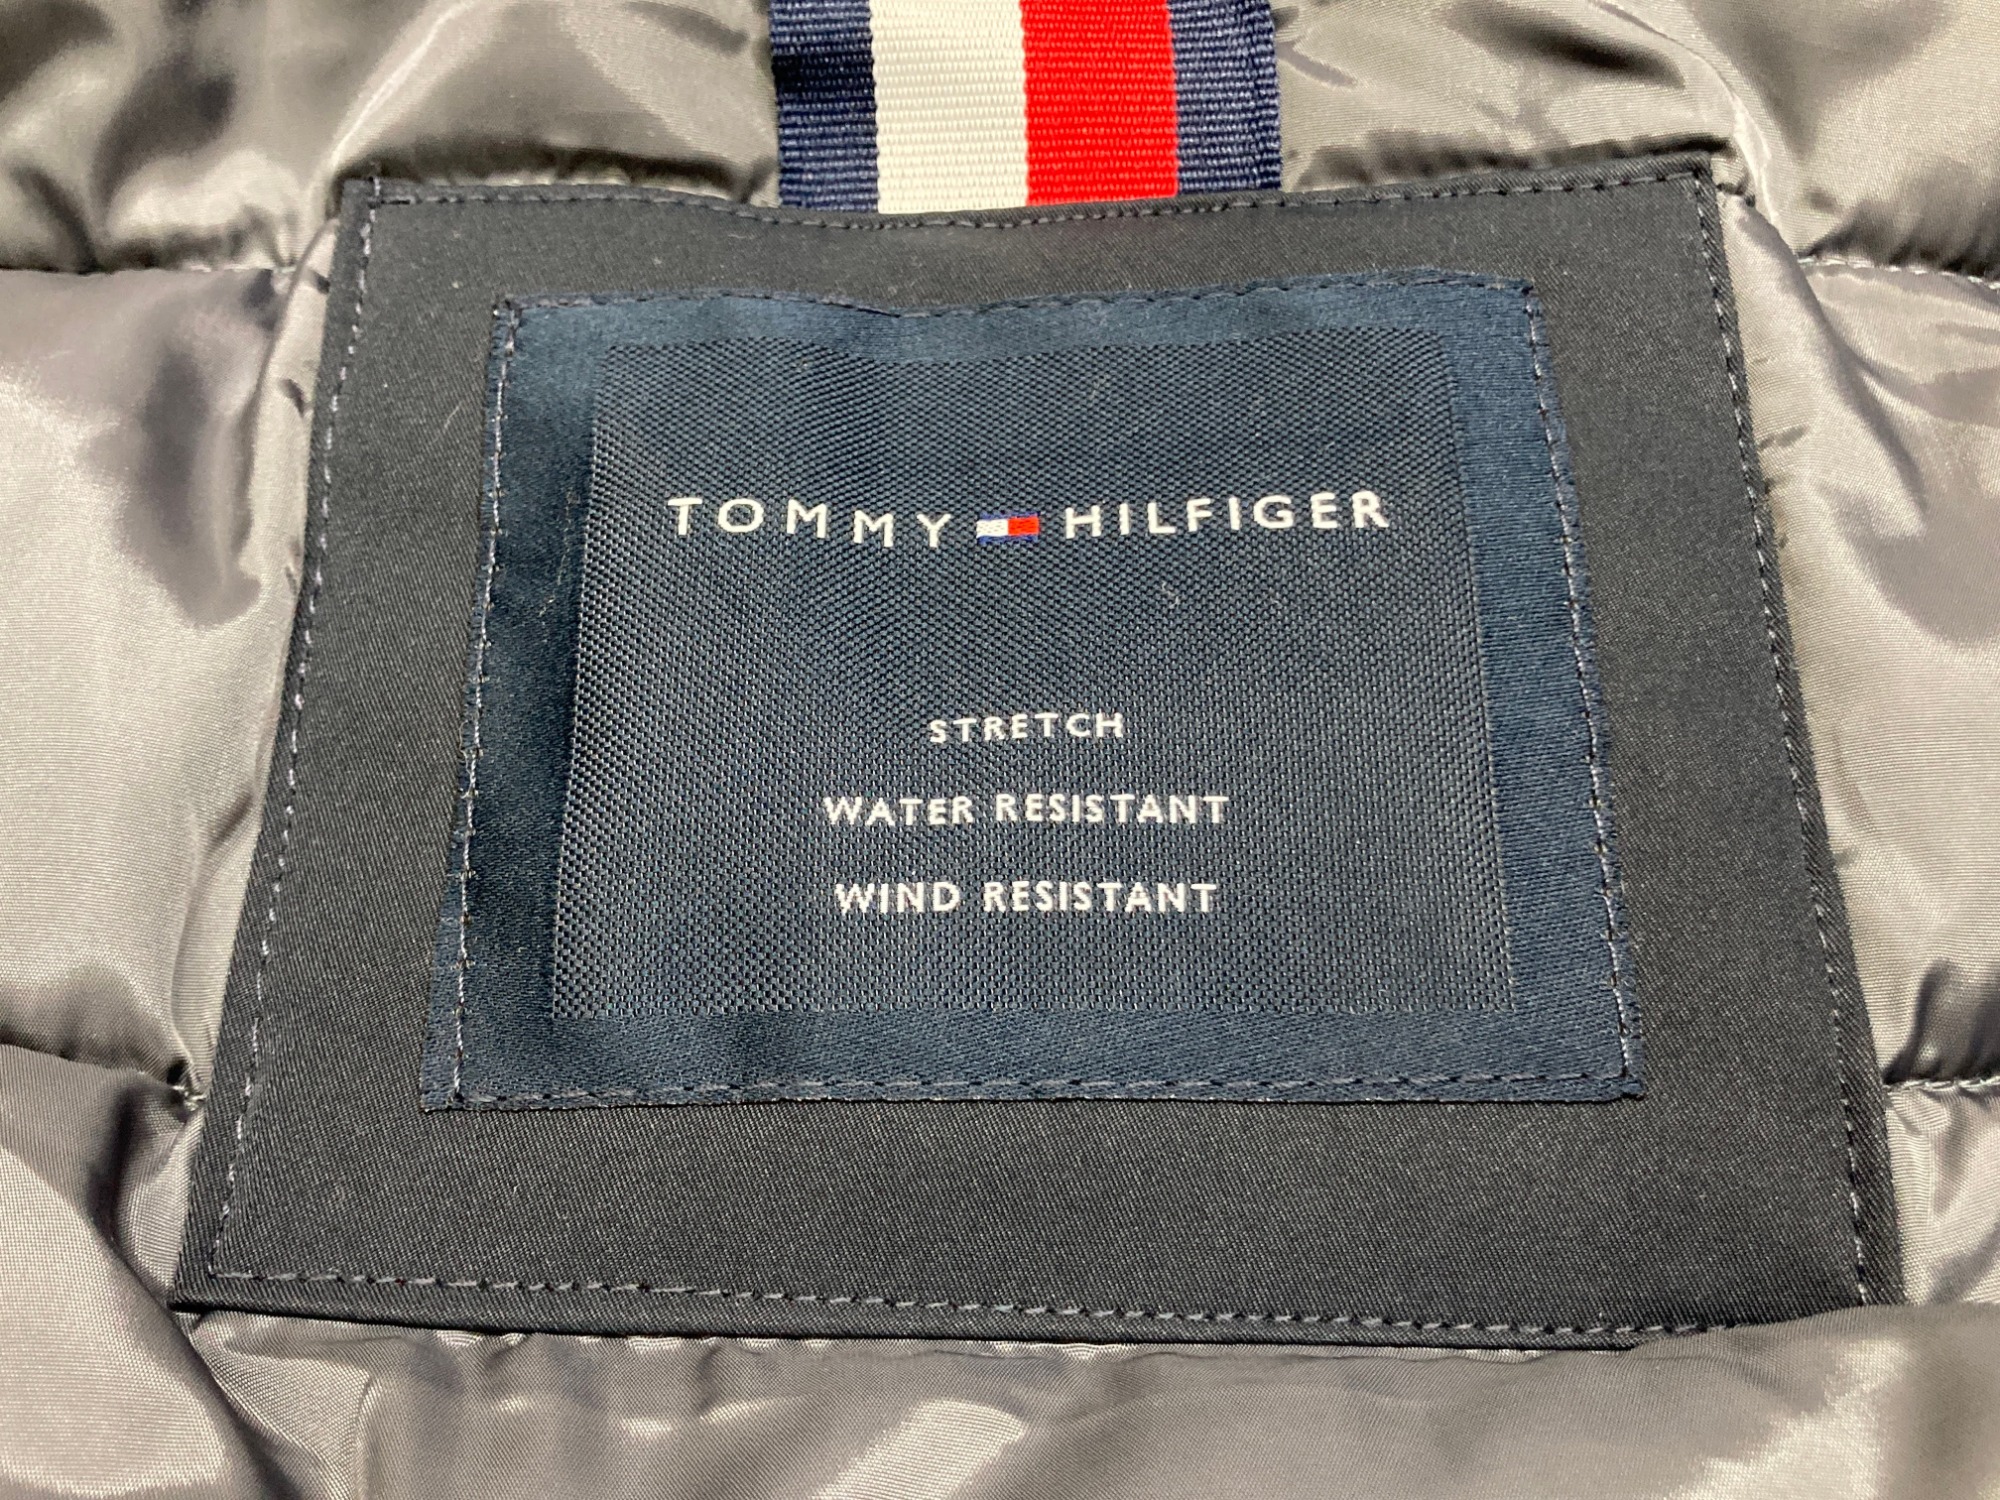 TOMMY HILFIGER
STRETCH
WATER RESISTANT
WIND RESISTANT